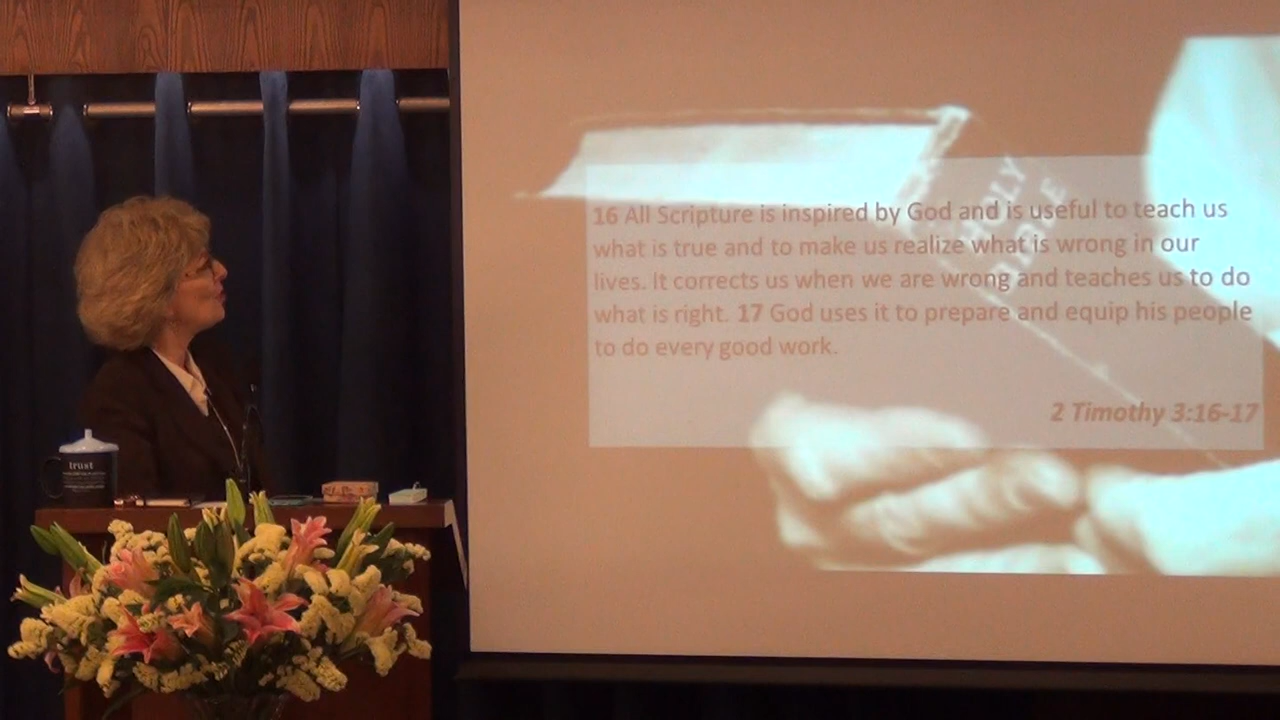 16 All Scripture is inspired by God and is useful to teach us
what is true and to make us realize what is wrong in our
lives. It corrects us when we are wrong and teaches us to do
what is right. 17 God uses it to prepare and equip his people
to do every good work.
2 Timothy 3:16-17
HOLY
BIBLE
trust